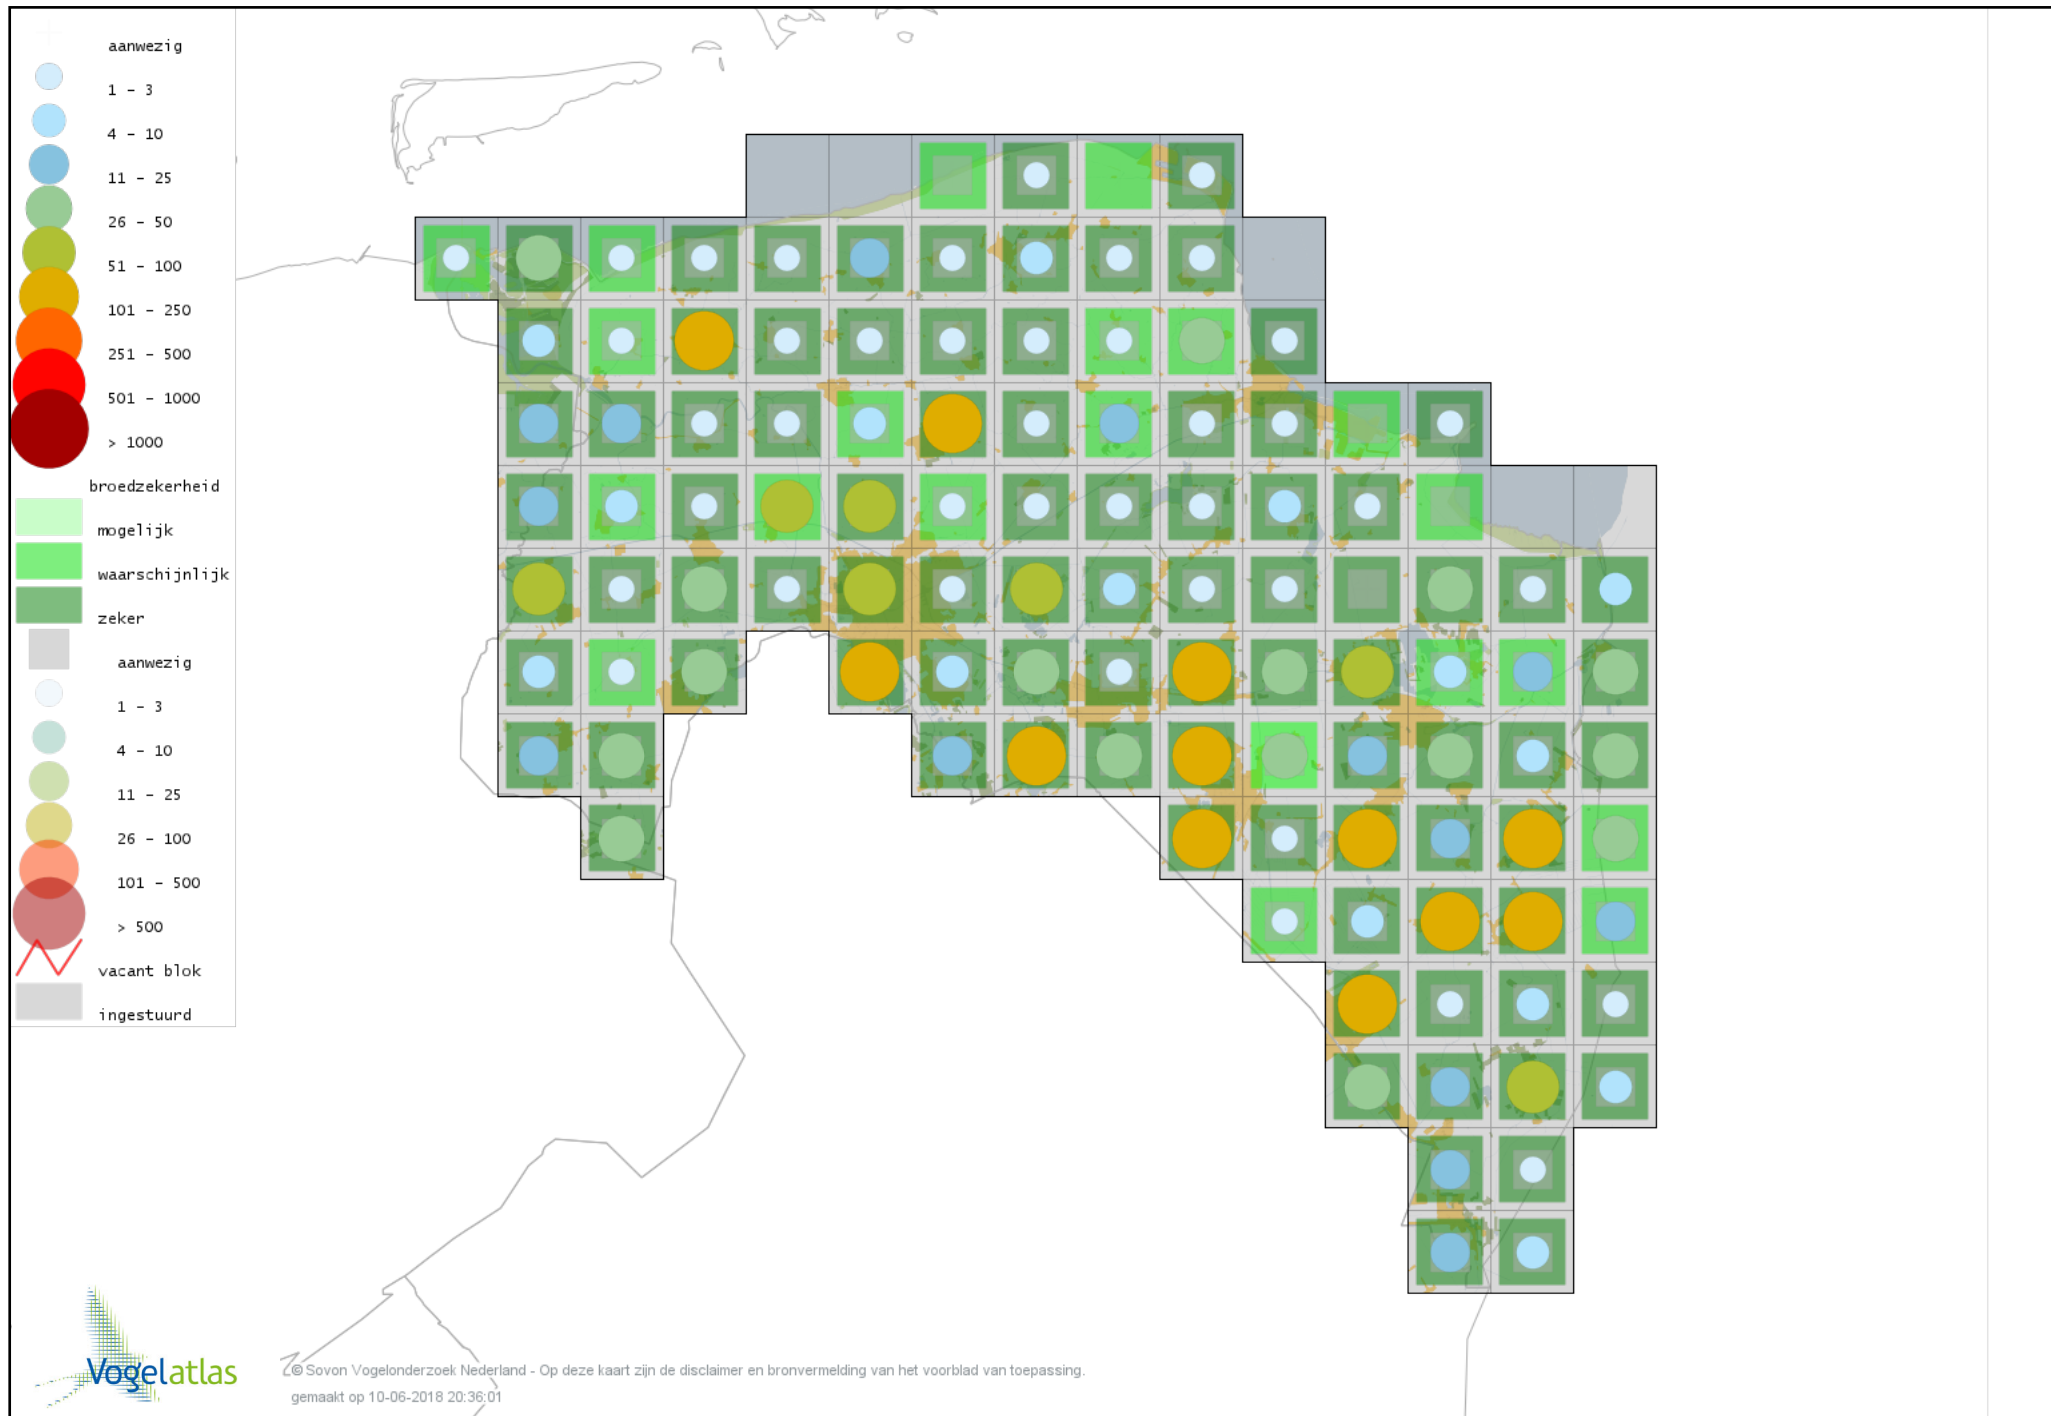 aanwezig
1 - 3
4 - 10
11 - 25
26 - 50
51 - 100
101 - 250
251 - 500
501 - 1000
> 1000
broedzekerheid
mogelijk
waarschijnlijk
zeker
aanwezig
1 - 3
4 - 10
11 - 25
26 - 100
101 - 500
> 500
vacant blok
ingestuurd
Vogelatlas
© Sovon Vogelonderzoek Nederland - Op deze kaart zijn de disclaimer en bronvermelding van het voorblad van toepassing.
gemaakt op 10-06-2018 20:36:01